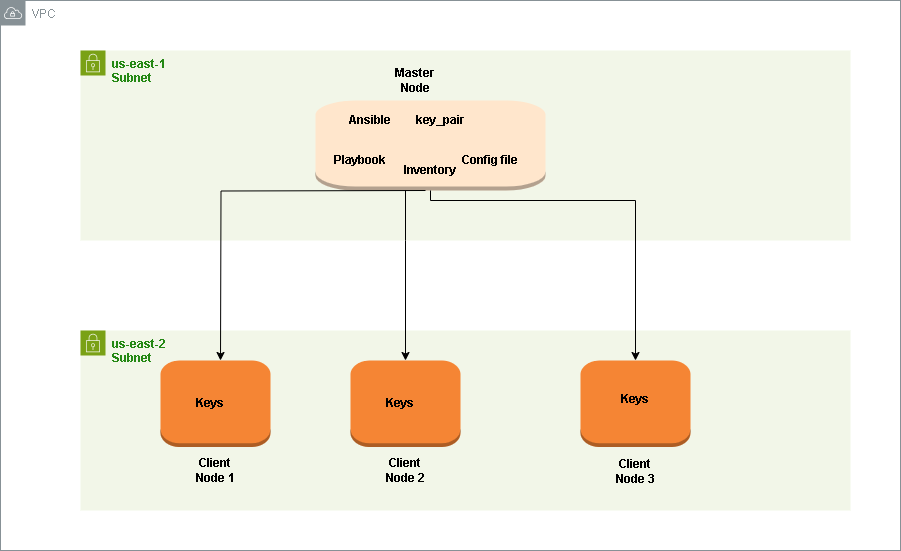 VPC
us-east-1
Subnet
Master
Node
Ansible
key_pair
Playbook
Inventory
Config file
us-east-2
Subnet
Keys
Keys
Keys
Client
Node 1
Client
Node 2
Client
Node 3